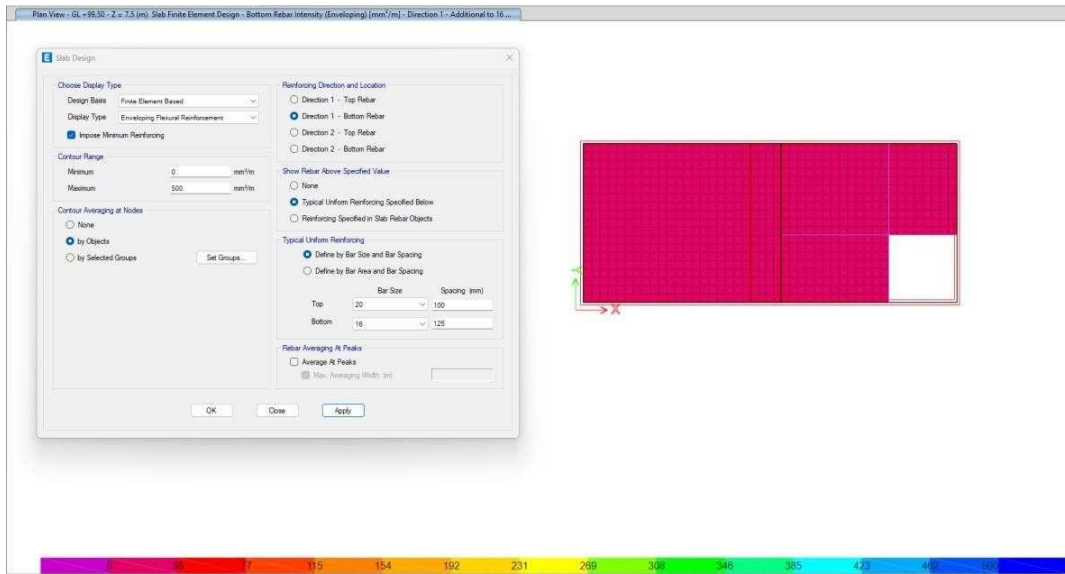 Plan View - GL +99.50 - Z = 7.5 (m) Slab Finite Element Design - Bottom Rebar Intensity (Enveloping) [mm²/m] - Direction 1 - Additional to 16 ...
E Slab Design
Choose Display Type
Design Basis Finite Element Based
Display Type Enveloping Flexural Reinforcement
Impose Minimum Reinforcing
Contour Range
Minimum 0 mm²/m
Maximum 500 mm²/m
Contour Averaging at Nodes
None
by Objects
by Selected Groups Set Groups...
Reinforcing Direction and Location
Direction 1 - Top Rebar
Direction 1 - Bottom Rebar
Direction 2 - Top Rebar
Direction 2 - Bottom Rebar
Show Rebar Above Specified Value
None
Typical Uniform Reinforcing Specified Below
Reinforcing Specified in Slab Rebar Objects
Typical Uniform Reinforcing
Define by Bar Size and Bar Spacing
Define by Bar Area and Bar Spacing
Bar Size Spacing (mm)
Top 20 100
Bottom 16 125
Rebar Averaging At Peaks
Average At Peaks
Max. Averaging Width (m)
OK Close Apply
Y
X
0 77 115 154 192 231 269 308 346 385 423 462